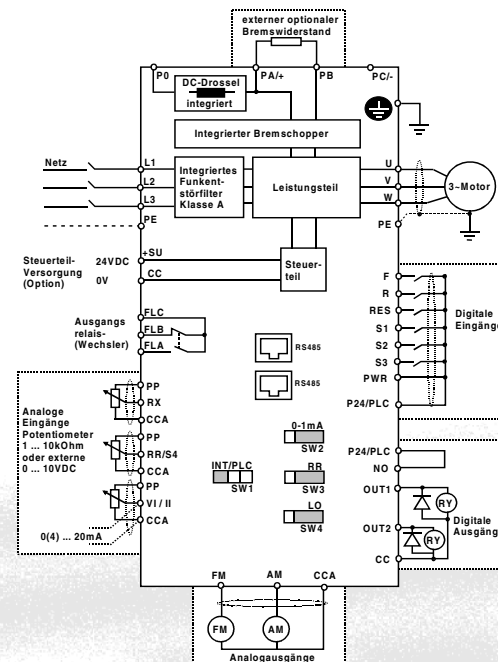 externer optionaler
Bremswiderstand
P0
PA/+
PB
PC/-
DC-Drossel
integriert
Integrierter Bremschopper
Netz
L1
L2
L3
PE
Integriertes
Funkent-
störfilter
Klasse A
Leistungsteil
U
V
W
PE
3~Motor
Steuerteil-
Versorgung
(Option)
24VDC
0V
+SU
CC
Steuer-
teil
Ausgangs
relais-
(Wechsler)
FLC
FLB
FLA
RS485
RS485
F
R
RES
S1
S2
S3
PWR
P24/PLC
Digitale
Eingänge
Analoge
Eingänge
Potentiometer
1 ... 10kOhm
oder externe
0 ... 10VDC
0(4) ... 20mA
PP
RX
CCA
PP
RR/S4
CCA
PP
VI / II
CCA
0-1mA
SW2
INT/PLC
SW1
RR
SW3
LO
SW4
P24/PLC
NO
OUT1
RY
OUT2
RY
CC
Digitale
Ausgäng
FM
AM
CCA
FM
AM
Analogausgänge